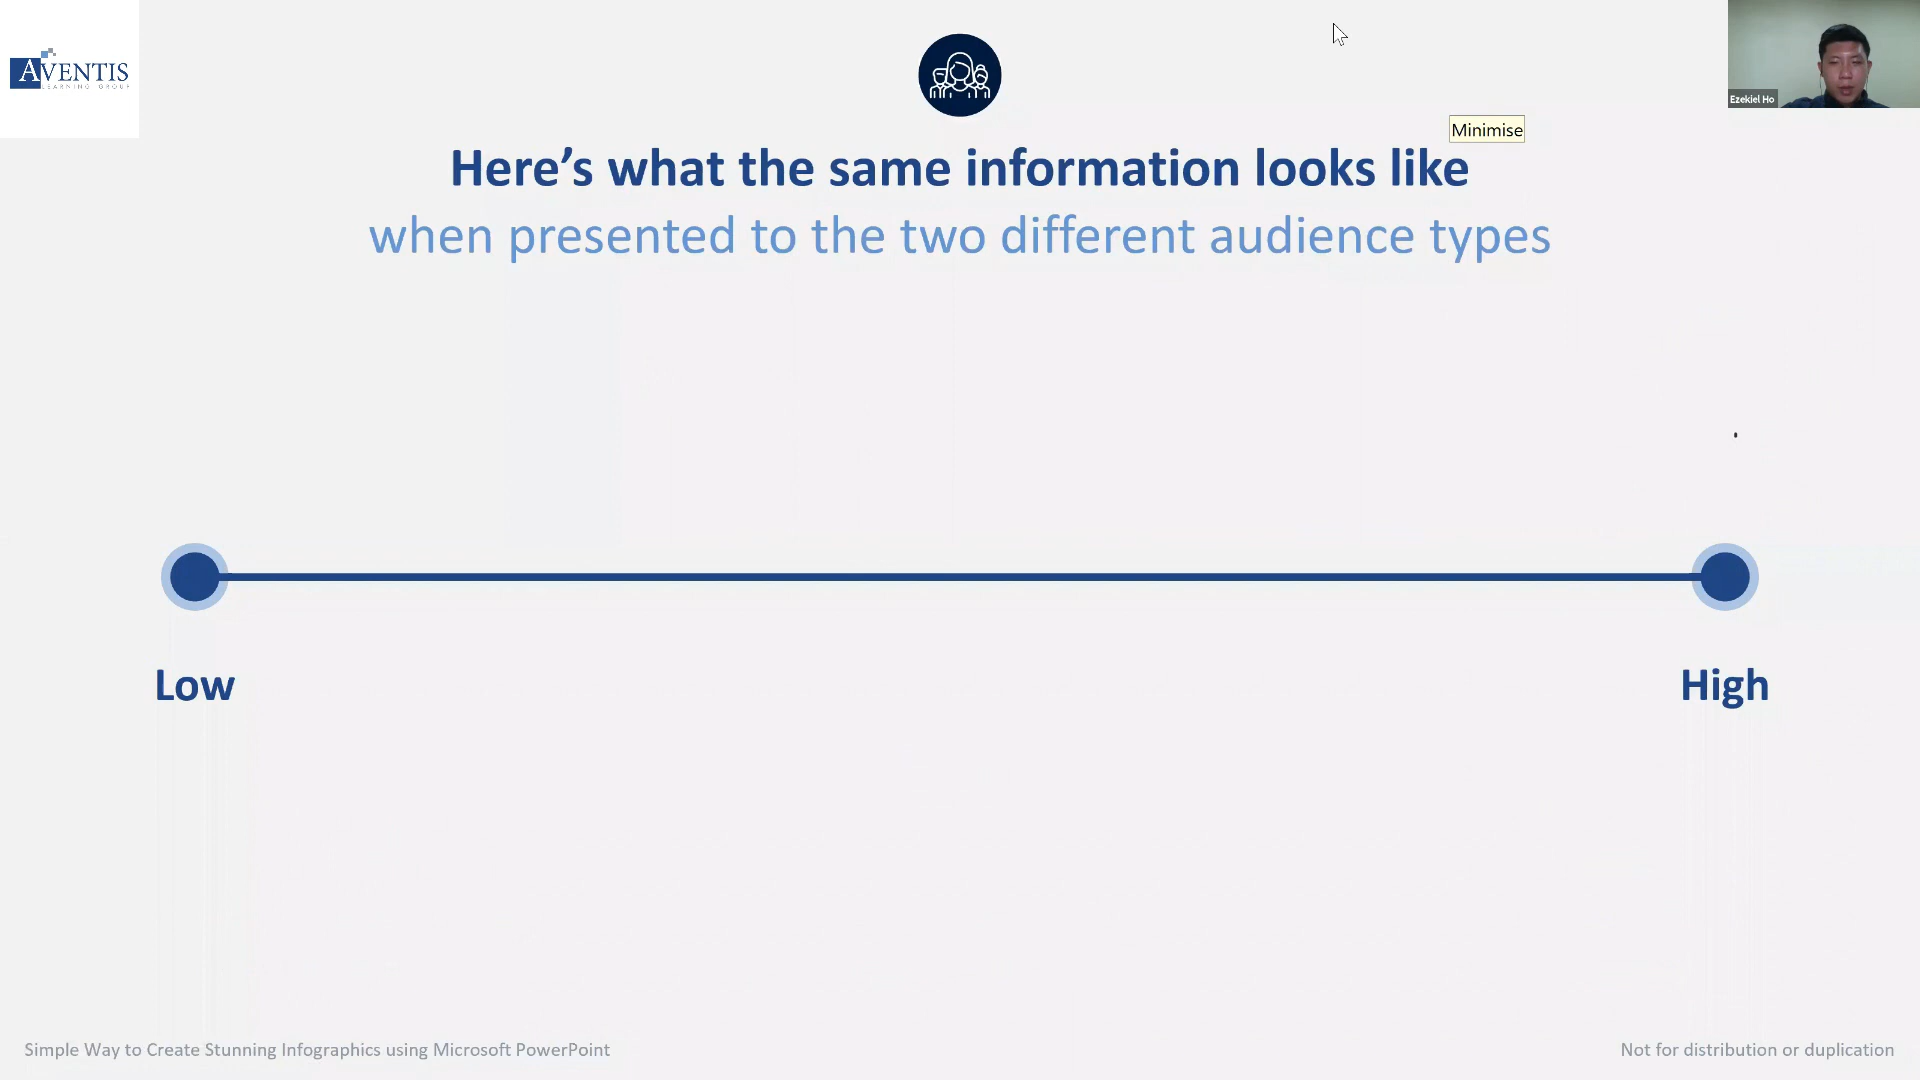 AVENTIS
LEARNING GROUP
Ezekiel Ho
Minimise
Here’s what the same information looks like
when presented to the two different audience types
Low
High
Simple Way to Create Stunning Infographics using Microsoft PowerPoint
Not for distribution or duplication